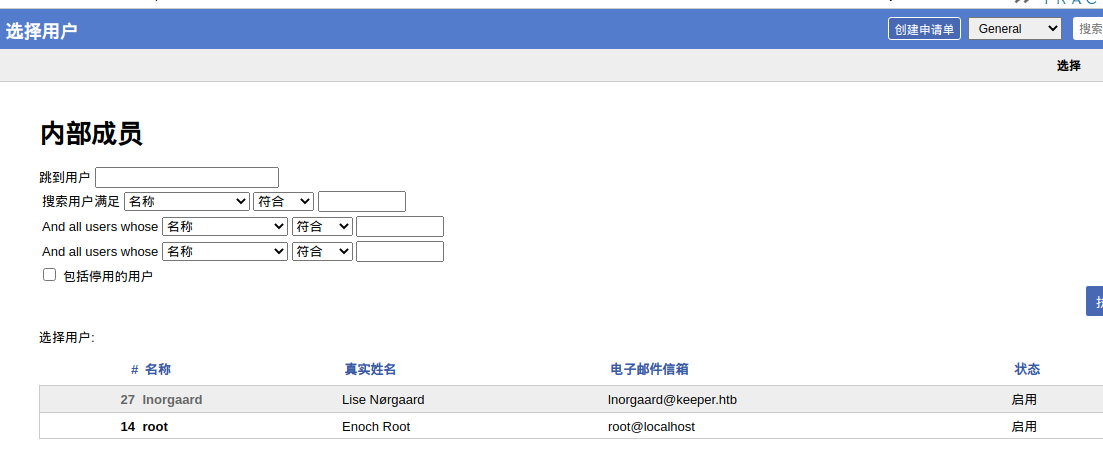 TRAC
选择用户
创建申请单 General 搜索
选择
内部成员
跳到用户
搜索用户满足 名称 符合
And all users whose 名称 符合
And all users whose 名称 符合
包括停用的用户
选择用户:
# 名称 真实姓名 电子邮件信箱 状态
27 lnorgaard Lise Nørgaard lnorgaard@keeper.htb 启用
14 root Enoch Root root@localhost 启用